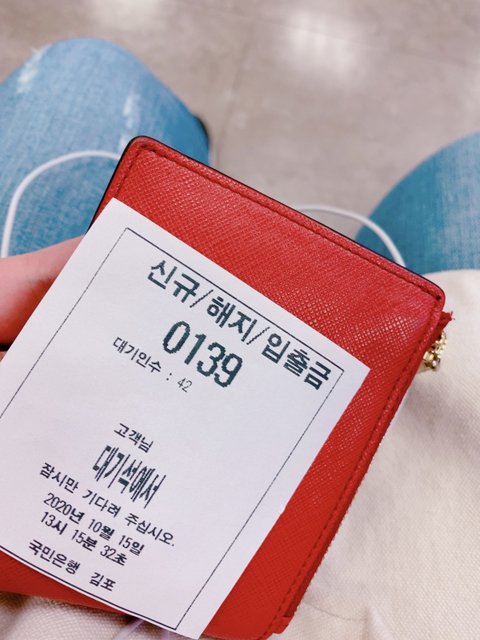 신규/해지/입출금
0139
대기인수 : 42
고객님
대기석에서
잠시만 기다려 주십시오.
2020년 10월 15일
13시 15분 32초
국민은행 김포